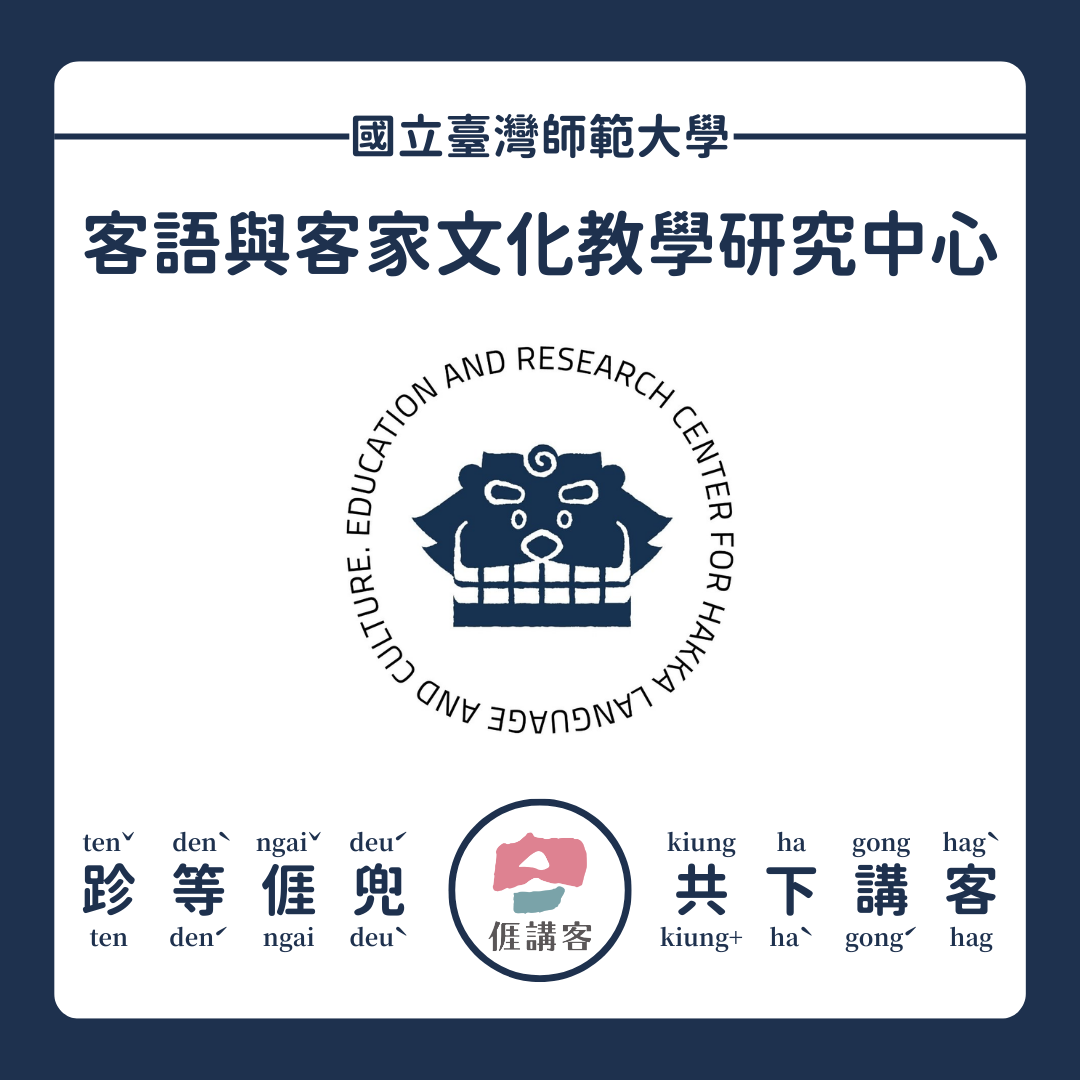 國立臺灣師範大學
客語與客家文化教學研究中心
EDUCATION AND RESEARCH CENTER FOR HAKKA LANGUAGE AND CULTURE.
tenˇ denˋ ngaiˇ deuˊ
跈等𠊎兜
ten denˊ ngai deuˋ
𠊎講客
kiung ha gong hagˋ
共下講客
kiung+ haˋ gongˊ hag